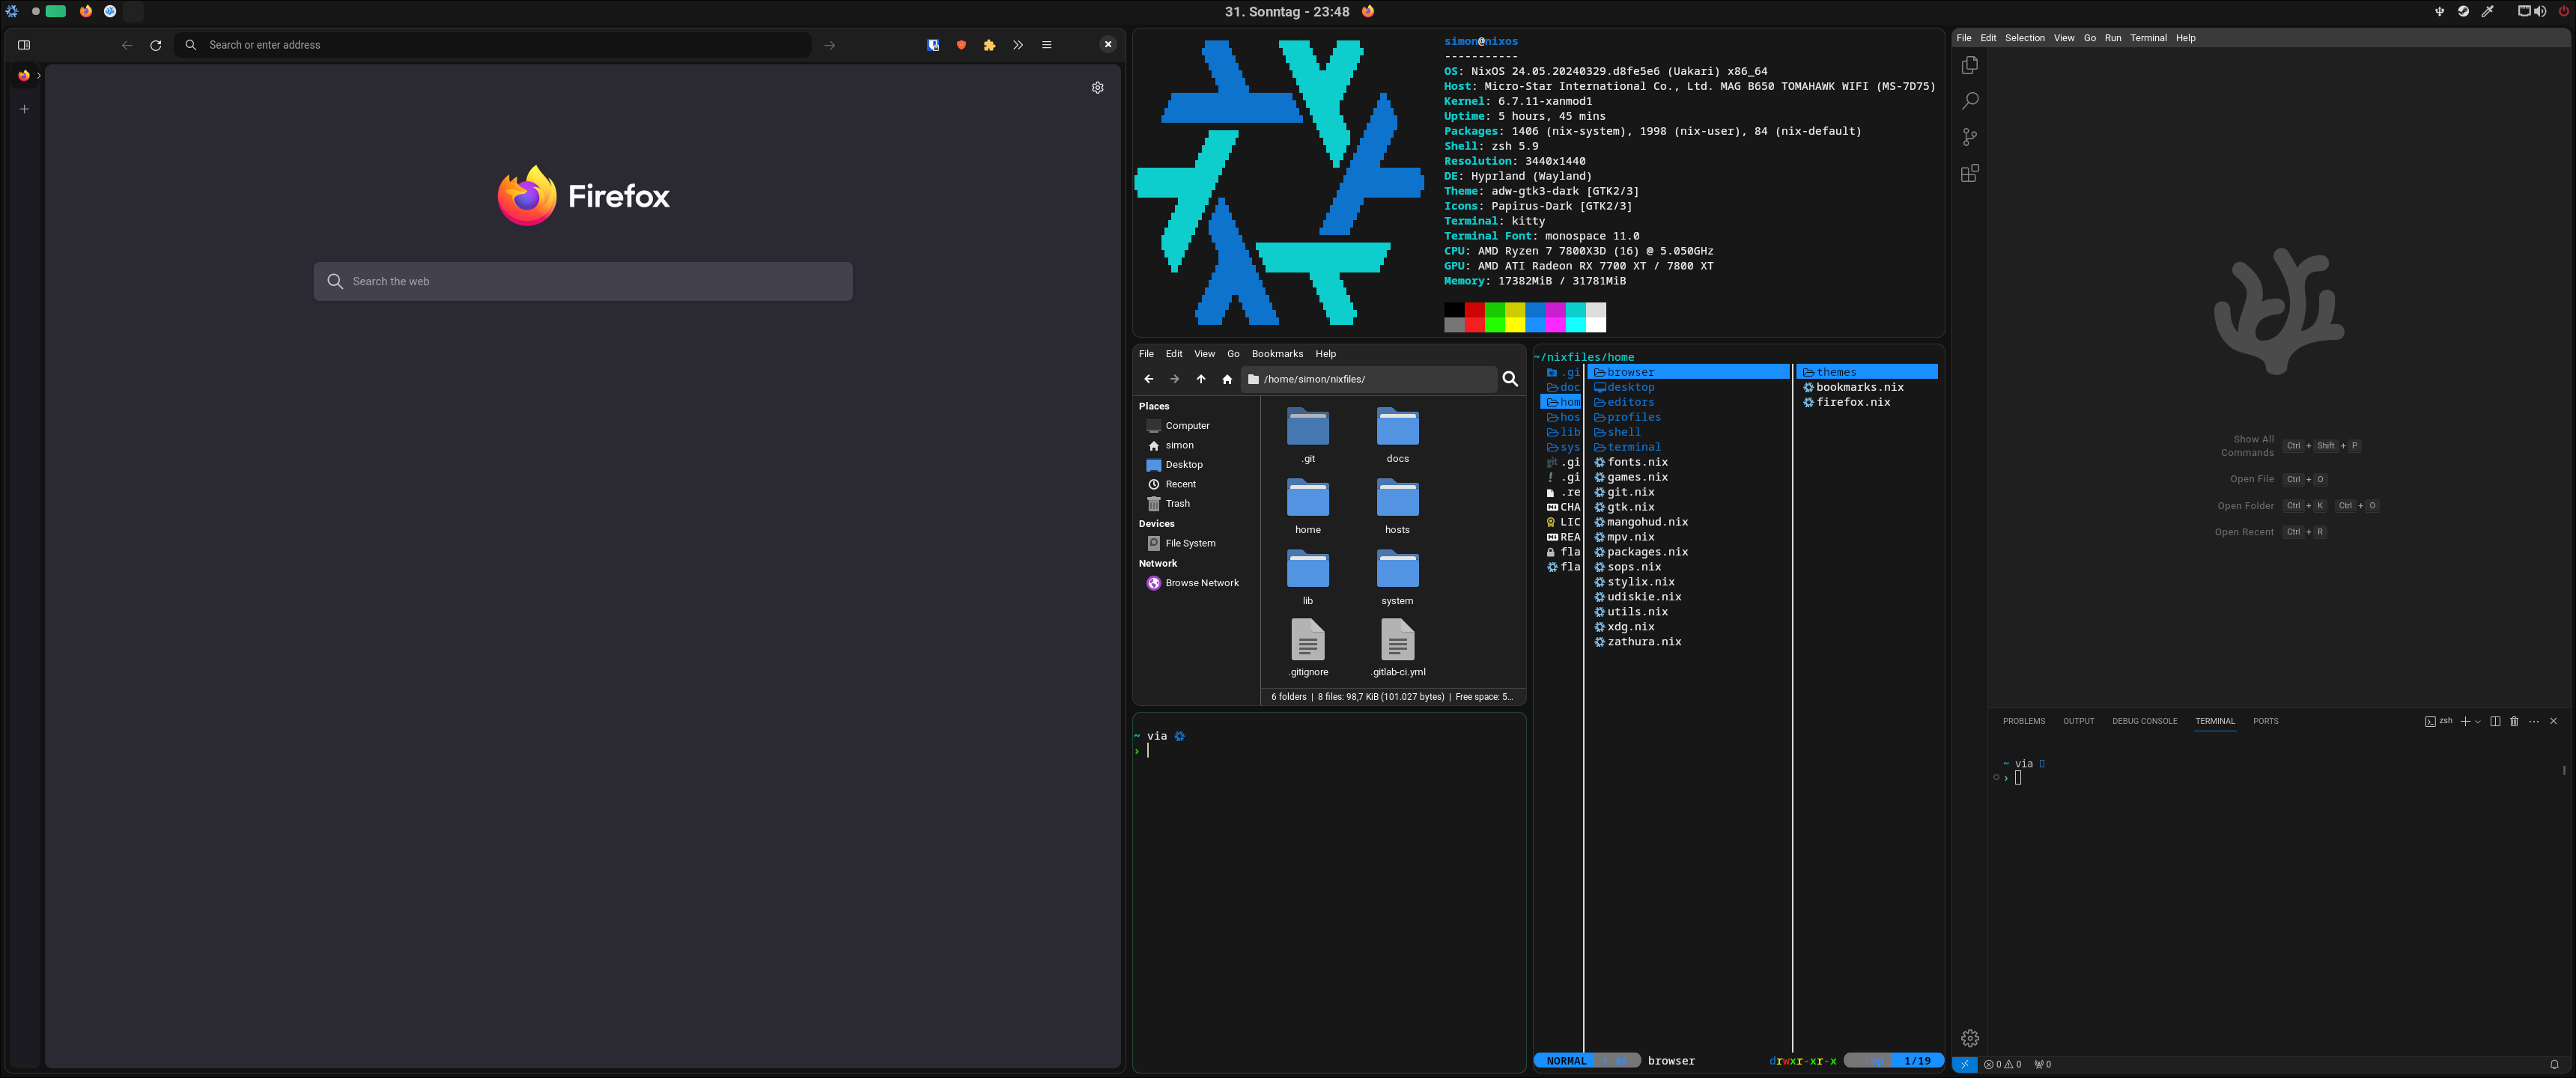 31. Sonntag - 23:48
Search or enter address
Firefox
Search the web
simon@nixos
-----------
OS: NixOS 24.05.20240329.d8fe5e6 (Uakari) x86_64
Host: Micro-Star International Co., Ltd. MAG B650 TOMAHAWK WIFI (MS-7D75)
Kernel: 6.7.11-xanmod1
Uptime: 5 hours, 45 mins
Packages: 1406 (nix-system), 1998 (nix-user), 84 (nix-default)
Shell: zsh 5.9
Resolution: 3440x1440
DE: Hyprland (Wayland)
Theme: adw-gtk3-dark [GTK2/3]
Icons: Papirus-Dark [GTK2/3]
Terminal: kitty
Terminal Font: monospace 11.0
CPU: AMD Ryzen 7 7800X3D (16) @ 5.050GHz
GPU: AMD ATI Radeon RX 7700 XT / 7800 XT
Memory: 17382MiB / 31781MiB
File Edit View Go Bookmarks Help
/home/simon/nixfiles/
Places
Computer
simon
Desktop
Recent
Trash
Devices
File System
Network
Browse Network
.git docs
home hosts
lib system
.gitignore .gitlab-ci.yml
6 folders | 8 files: 98,7 KiB (101.027 bytes) | Free space: 5...
~ via
›
~/nixfiles/home
.gi browser themes
doc desktop bookmarks.nix
hom editors firefox.nix
hos profiles
lib shell
sys terminal
.gi fonts.nix
.gi games.nix
.re git.nix
CHA gtk.nix
LIC mangohud.nix
REA mpv.nix
fla packages.nix
fla sops.nix
stylix.nix
udiskie.nix
utils.nix
xdg.nix
zathura.nix
NORMAL browser drwxr-xr-x 1/19
File Edit Selection View Go Run Terminal Help
Show All Commands Ctrl + Shift + P
Open File Ctrl + O
Open Folder Ctrl + K Ctrl + O
Open Recent Ctrl + R
PROBLEMS OUTPUT DEBUG CONSOLE TERMINAL PORTS zsh
~ via
›
0 0 0